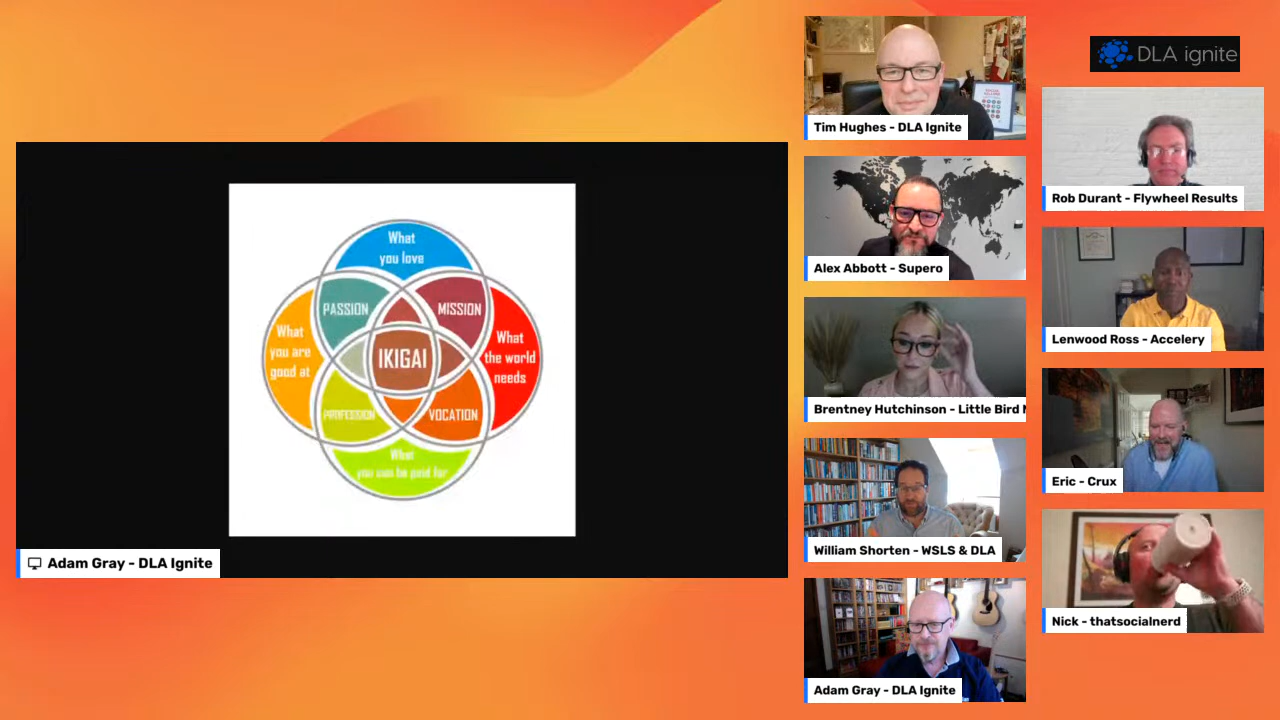 What
you love
PASSION
MISSION
What
you are
good at
IKIGAI
What
the world
needs
PROFESSION
VOCATION
What
you can be paid for
Adam Gray - DLA Ignite
Tim Hughes - DLA Ignite
Alex Abbott - Supero
Brentney Hutchinson - Little Bird
William Shorten - WSLS & DLA
Adam Gray - DLA Ignite
DLA ignite
Rob Durant - Flywheel Results
Lenwood Ross - Accelery
Eric - Crux
Nick - thatsocialnerd